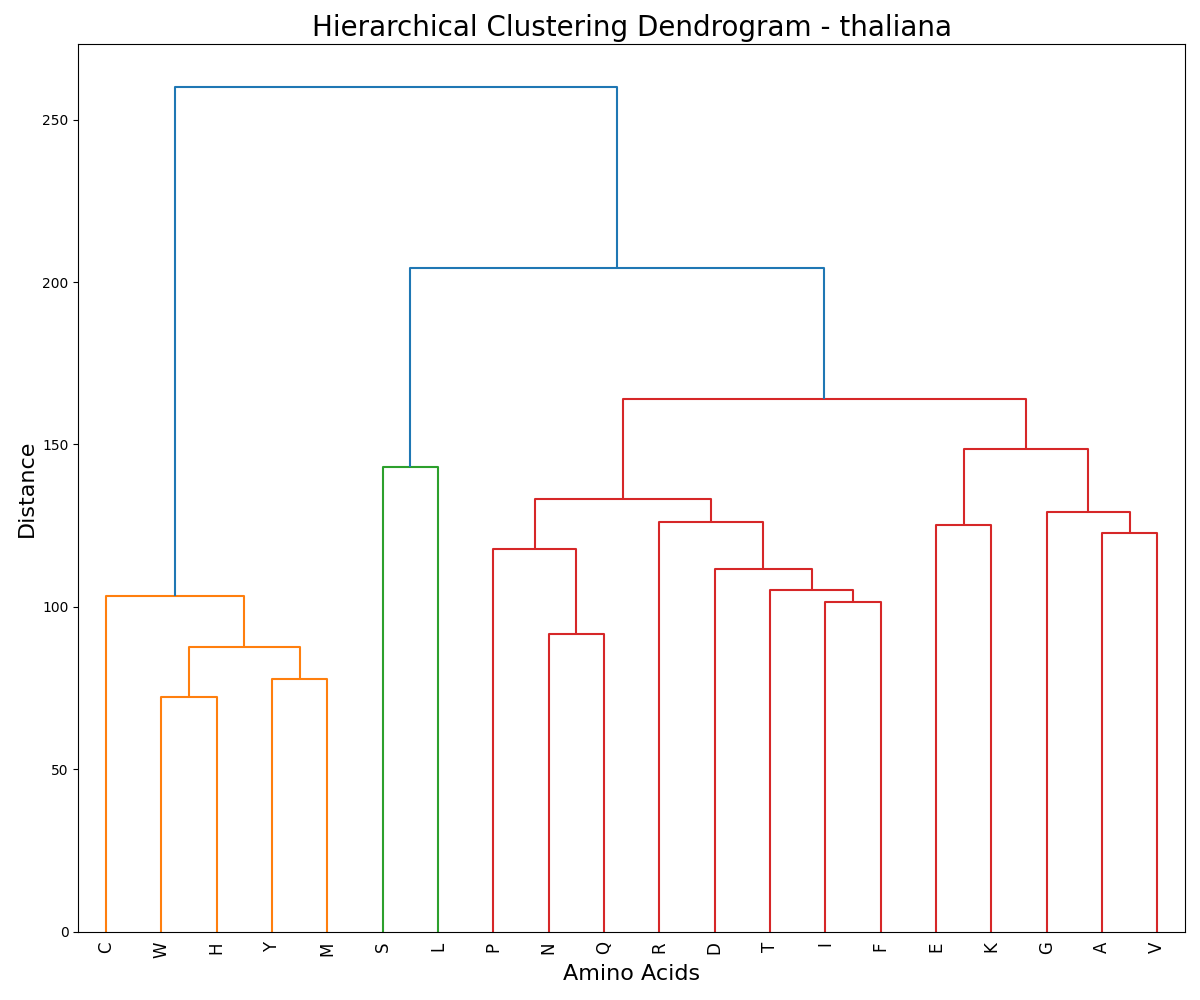 Hierarchical Clustering Dendrogram - thaliana
250
200
150
100
50
0
Distance
C W H Y M S L P N Q R D T I F E K G A V
Amino Acids